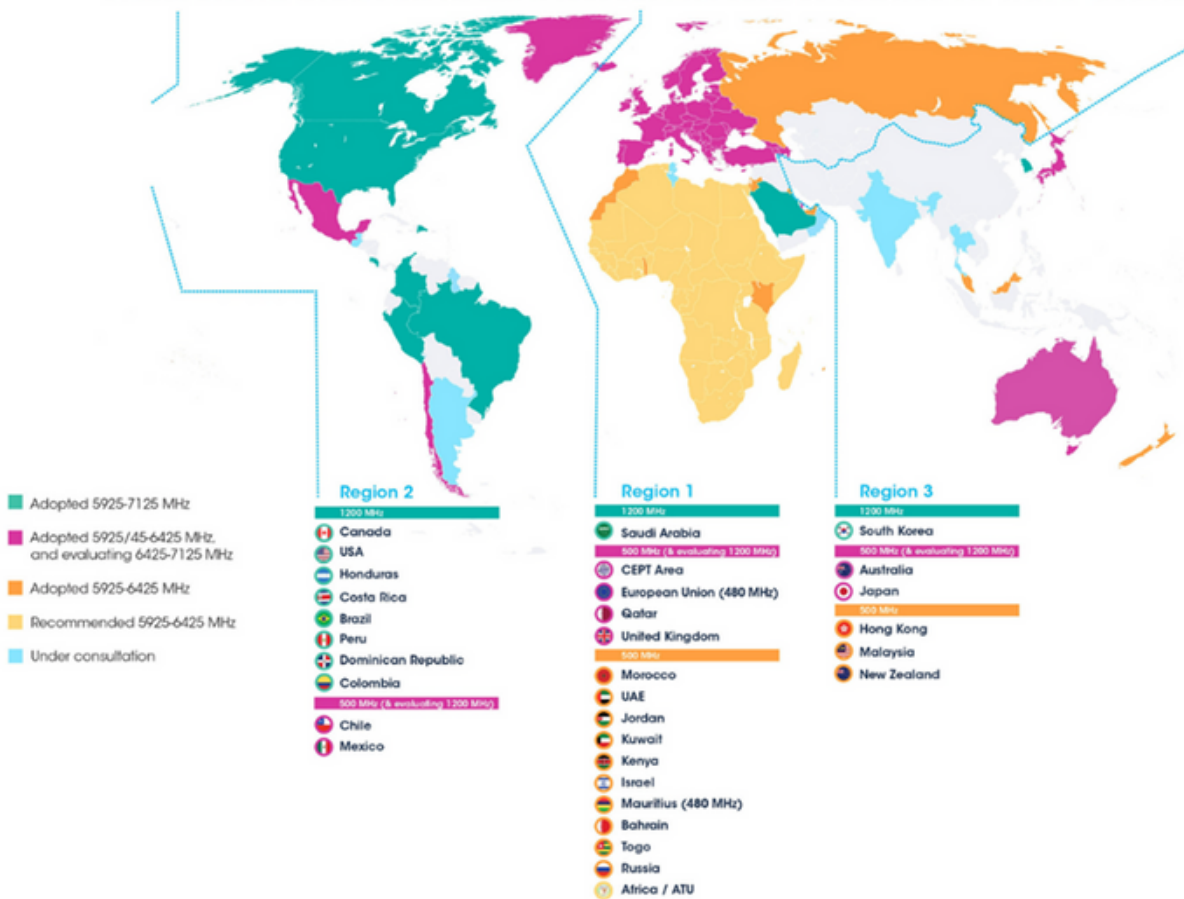 Adopted 5925-7125 MHz
Adopted 5925/45-6425 MHz,
and evaluating 6425-7125 MHz
Adopted 5925-6425 MHz
Recommended 5925-6425 MHz
Under consultation
Region 2
1200 MHz
Canada
USA
Honduras
Costa Rica
Brazil
Peru
Dominican Republic
Colombia
500 MHz (& evaluating 1200 MHz)
Chile
Mexico
Region 1
1200 MHz
Saudi Arabia
500 MHz (& evaluating 1200 MHz)
CEPT Area
European Union (480 MHz)
Qatar
United Kingdom
500 MHz
Morocco
UAE
Jordan
Kuwait
Kenya
Israel
Mauritius (480 MHz)
Bahrain
Togo
Russia
Africa / ATU
Region 3
1200 MHz
South Korea
500 MHz (& evaluating 1200 MHz)
Australia
Japan
500 MHz
Hong Kong
Malaysia
New Zealand